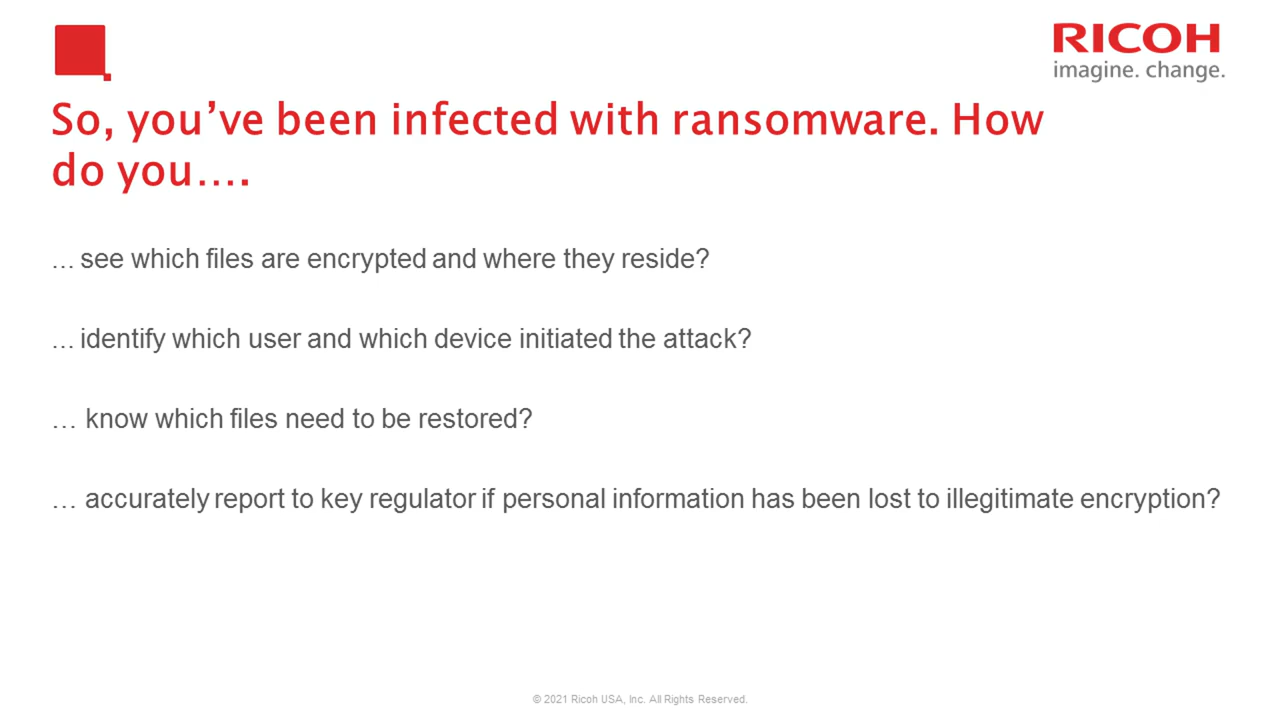 RICOH
imagine. change.
So, you’ve been infected with ransomware. How
do you....
... see which files are encrypted and where they reside?
... identify which user and which device initiated the attack?
... know which files need to be restored?
... accurately report to key regulator if personal information has been lost to illegitimate encryption?
© 2021 Ricoh USA, Inc. All Rights Reserved.